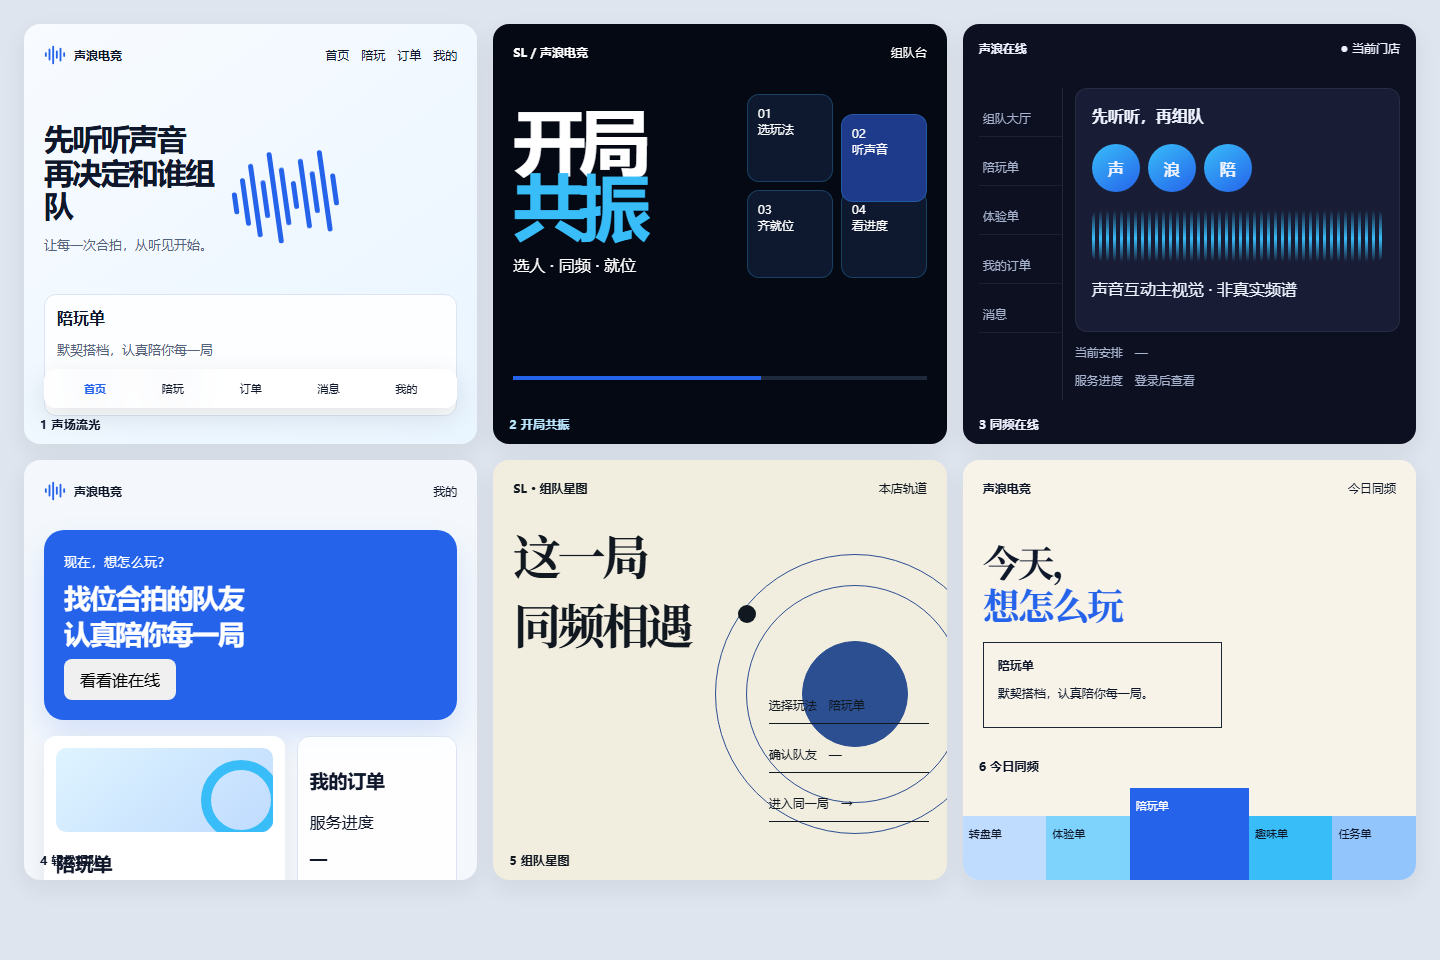 声浪电竞
首页 陪玩 订单 我的
先听听声音
再决定和谁组
队
让每一次合拍，从听见开始。
陪玩单
默契搭档，认真陪你每一局
首页 陪玩 订单 消息 我的
1 声场流光
SL / 声浪电竞
组队台
开局
共振
选人 · 同频 · 就位
01
选玩法
02
听声音
03
齐就位
04
看进度
2 开局共振
声浪在线
● 当前门店
组队大厅
陪玩单
体验单
我的订单
消息
先听听，再组队
声 浪 陪
声音互动主视觉 · 非真实频谱
当前安排 —
服务进度 登录后查看
3 同频在线
声浪电竞
我的
现在，想怎么玩？
找位合拍的队友
认真陪你每一局
看看谁在线
陪玩单
我的订单
服务进度
—
4
SL • 组队星图
本店轨道
这一局
同频相遇
选择玩法 陪玩单
确认队友 —
进入同一局 →
5 组队星图
声浪电竞
今日同频
今天，
想怎么玩
陪玩单
默契搭档，认真陪你每一局。
6 今日同频
转盘单
体验单
陪玩单
趣味单
任务单